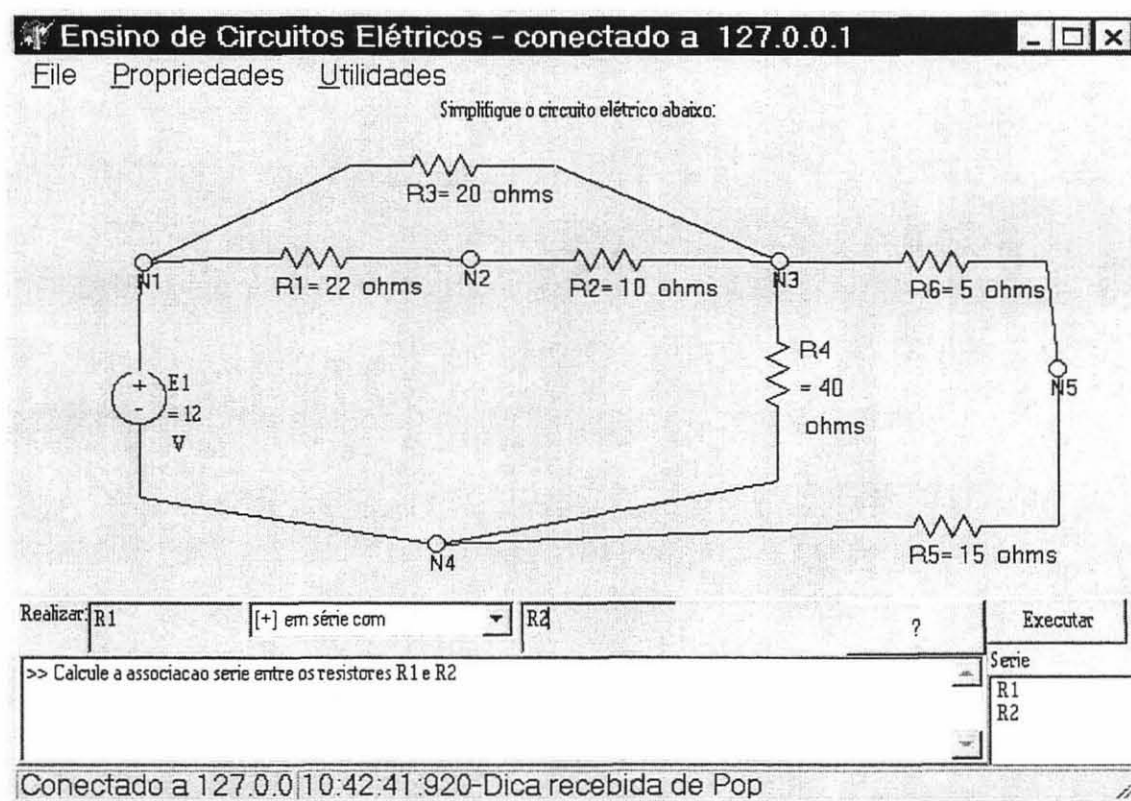 Ensino de Circuitos Elétricos - conectado a 127.0.0.1
File Propriedades Utilidades
Simplifique o circuito elétrico abaixo:
R3= 20 ohms
N1
R1= 22 ohms
N2
R2= 10 ohms
N3
R6= 5 ohms
E1
= 12
V
+
-
R4
= 40
ohms
N5
N4
R5= 15 ohms
Realizar: R1 [+] em série com R2 ? Executar
>> Calcule a associacao serie entre os resistores R1 e R2
Serie
R1
R2
Conectado a 127.0.0 10:42:41:920-Dica recebida de Pop